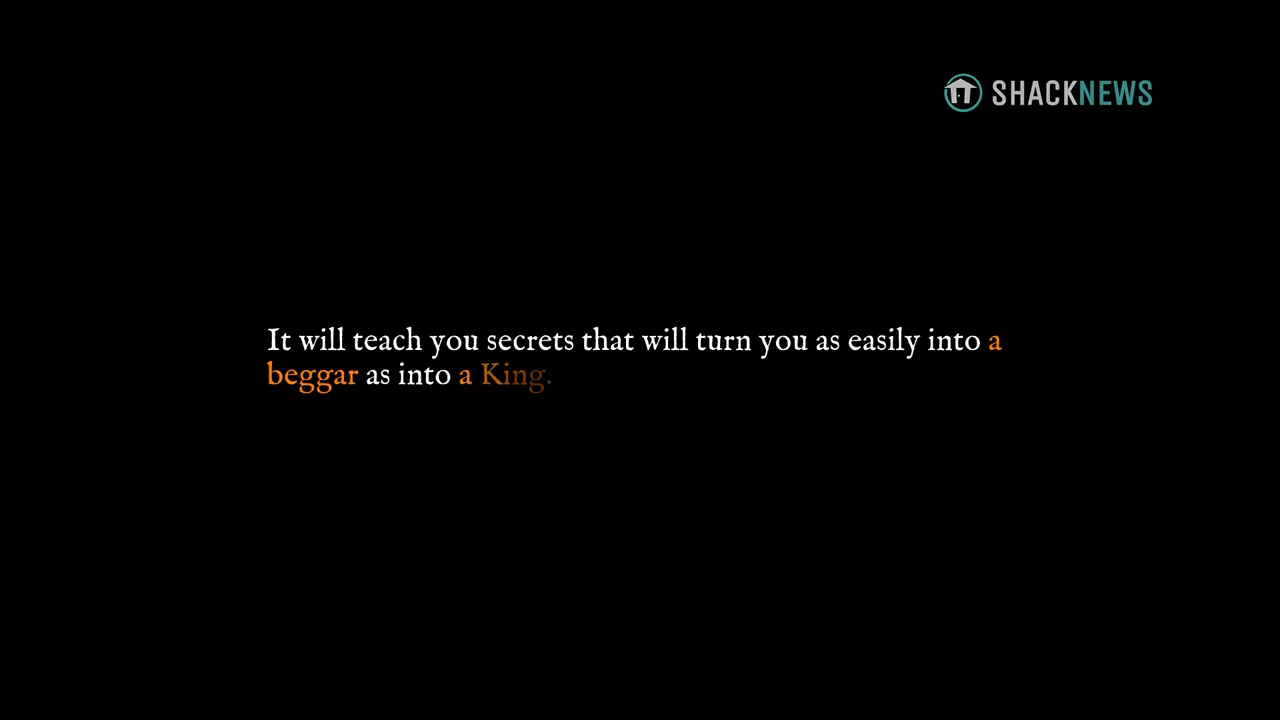 SHACKNEWS
It will teach you secrets that will turn you as easily into a
beggar as into a King.